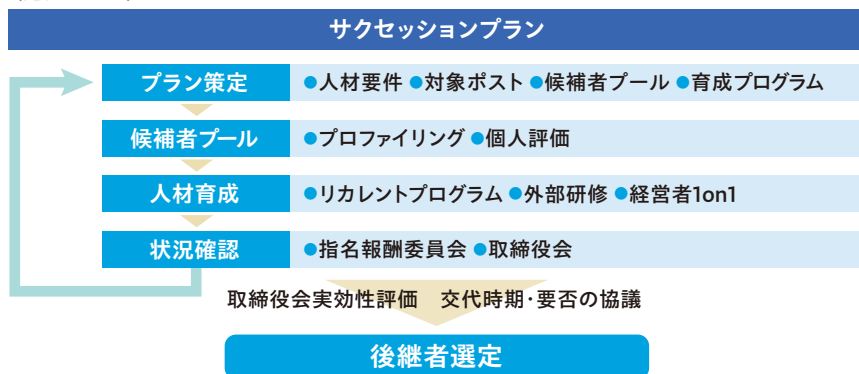 サクセッションプラン
プラン策定 ●人材要件 ●対象ポスト ●候補者プール ●育成プログラム
候補者プール ●プロファイリング ●個人評価
人材育成 ●リカレントプログラム ●外部研修 ●経営者1on1
状況確認 ●指名報酬委員会 ●取締役会
取締役会実効性評価 交代時期・要否の協議
後継者選定